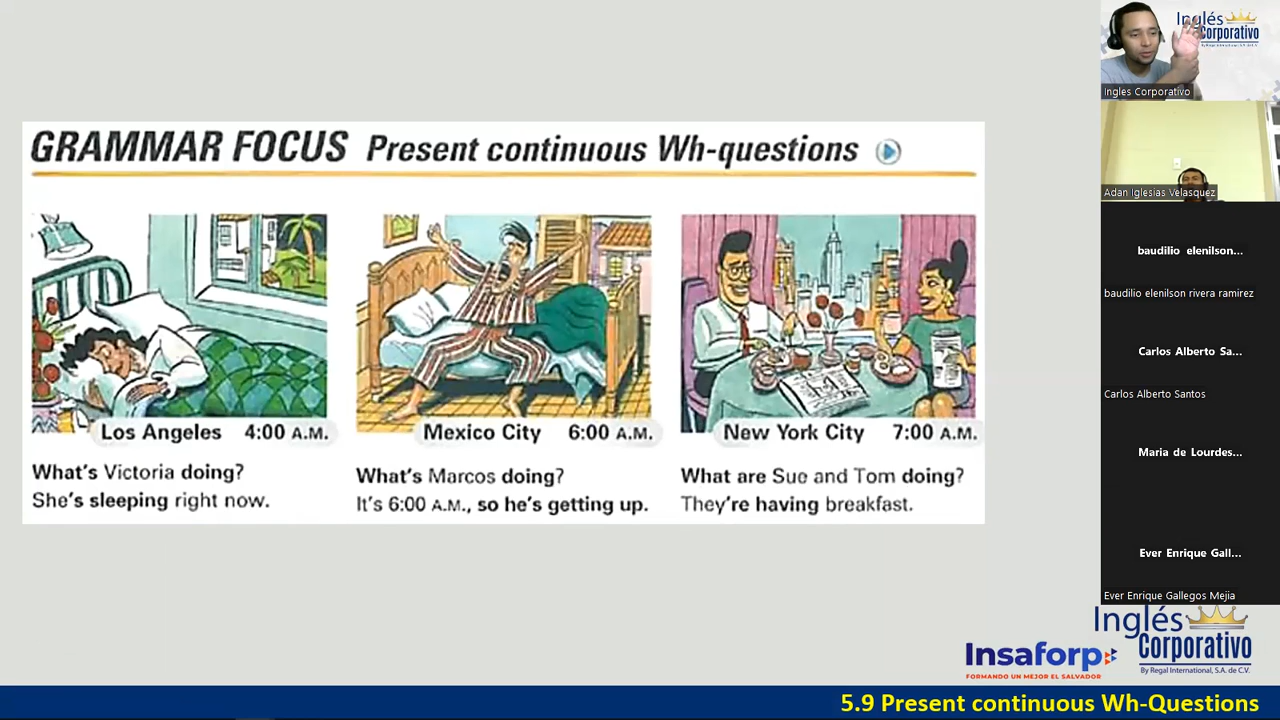 GRAMMAR FOCUS Present continuous Wh-questions
Los Angeles 4:00 A.M.
What's Victoria doing?
She's sleeping right now.
Mexico City 6:00 A.M.
What's Marcos doing?
It's 6:00 A.M., so he's getting up.
New York City 7:00 A.M.
What are Sue and Tom doing?
They're having breakfast.
Inglés
Corporativo
Ingles Corporativo
Adan Iglesias Velasquez
baudilio elenilson...
baudilio elenilson rivera ramirez
Carlos Alberto Sa...
Carlos Alberto Santos
Maria de Lourdes...
Ever Enrique Gall...
Ever Enrique Gallegos Mejia
Insaforp
FORMANDO UN MEJOR EL SALVADOR
Inglés
Corporativo
By Regal International, S.A. de C.V.
5.9 Present continuous Wh-Questions